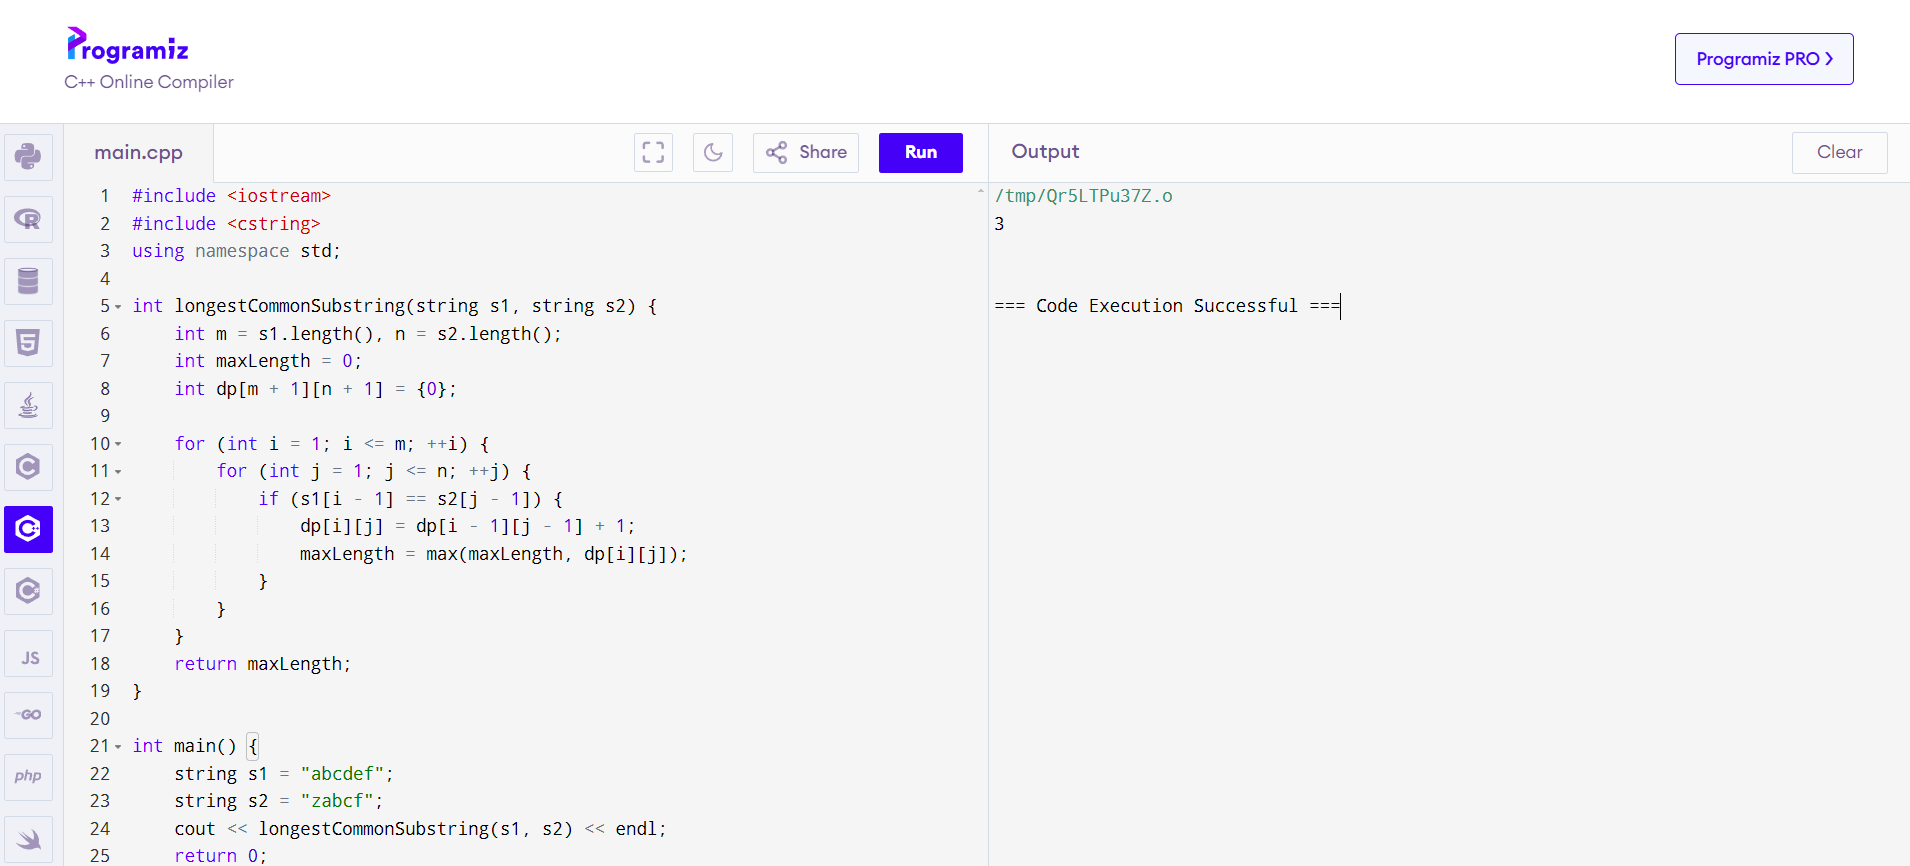 Programiz
C++ Online Compiler
Programiz PRO ❯
main.cpp
Share
Run
Output
Clear
1 #include <iostream>
2 #include <cstring>
3 using namespace std;
4
5 int longestCommonSubstring(string s1, string s2) {
6     int m = s1.length(), n = s2.length();
7     int maxLength = 0;
8     int dp[m + 1][n + 1] = {0};
9
10     for (int i = 1; i <= m; ++i) {
11         for (int j = 1; j <= n; ++j) {
12             if (s1[i - 1] == s2[j - 1]) {
13                 dp[i][j] = dp[i - 1][j - 1] + 1;
14                 maxLength = max(maxLength, dp[i][j]);
15             }
16         }
17     }
18     return maxLength;
19 }
20
21 int main() {
22     string s1 = "abcdef";
23     string s2 = "zabcf";
24     cout << longestCommonSubstring(s1, s2) << endl;
25     return 0;
/tmp/Qr5LTPu37Z.o
3
=== Code Execution Successful ===
R
5
C
C++
C#
JS
GO
php